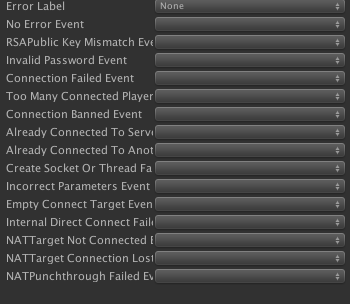 Error Label None
No Error Event
RSAPublic Key Mismatch Eve
Invalid Password Event
Connection Failed Event
Too Many Connected Player
Connection Banned Event
Already Connected To Serve
Already Connected To Anot
Create Socket Or Thread Fa
Incorrect Parameters Event
Empty Connect Target Even
Internal Direct Connect Faile
NATTarget Not Connected E
NATTarget Connection Lost
NATPunchthrough Failed Ev